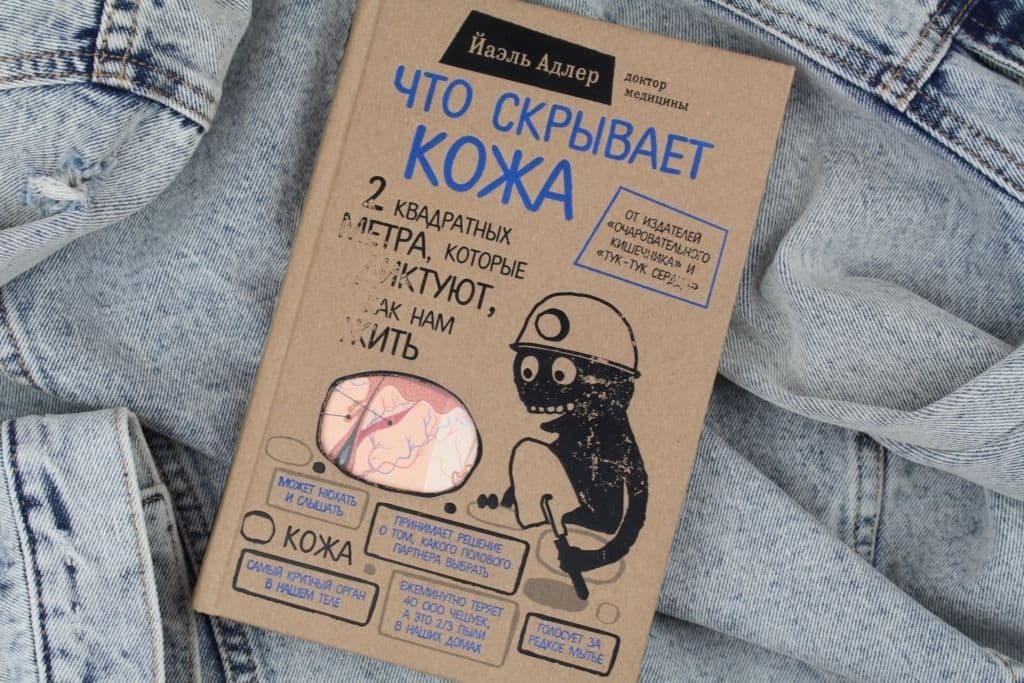 Йаэль Адлер
доктор
медицины
ЧТО СКРЫВАЕТ
КОЖА
2 КВАДРАТНЫХ
МЕТРА, КОТОРЫЕ
ДИКТУЮТ,
КАК НАМ
ЖИТЬ
ОТ ИЗДАТЕЛЕЙ
«ОЧАРОВАТЕЛЬНОГО
КИШЕЧНИКА» И
«ТУК-ТУК СЕРДЦЕ»
МОЖЕТ НЮХАТЬ
И СЛЫШАТЬ
КОЖА
ПРИНИМАЕТ РЕШЕНИЕ
О ТОМ, КАКОГО ПОЛОВОГО
ПАРТНЕРА ВЫБРАТЬ
САМЫЙ КРУПНЫЙ ОРГАН
В НАШЕМ ТЕЛЕ
ЕЖЕМИНУТНО ТЕРЯЕТ
40 000 ЧЕШУЕК,
А ЭТО 2/3 ПЫЛИ
В НАШИХ ДОМАХ
ГОЛОСУЕТ ЗА
РЕДКОЕ МЫТЬЕ